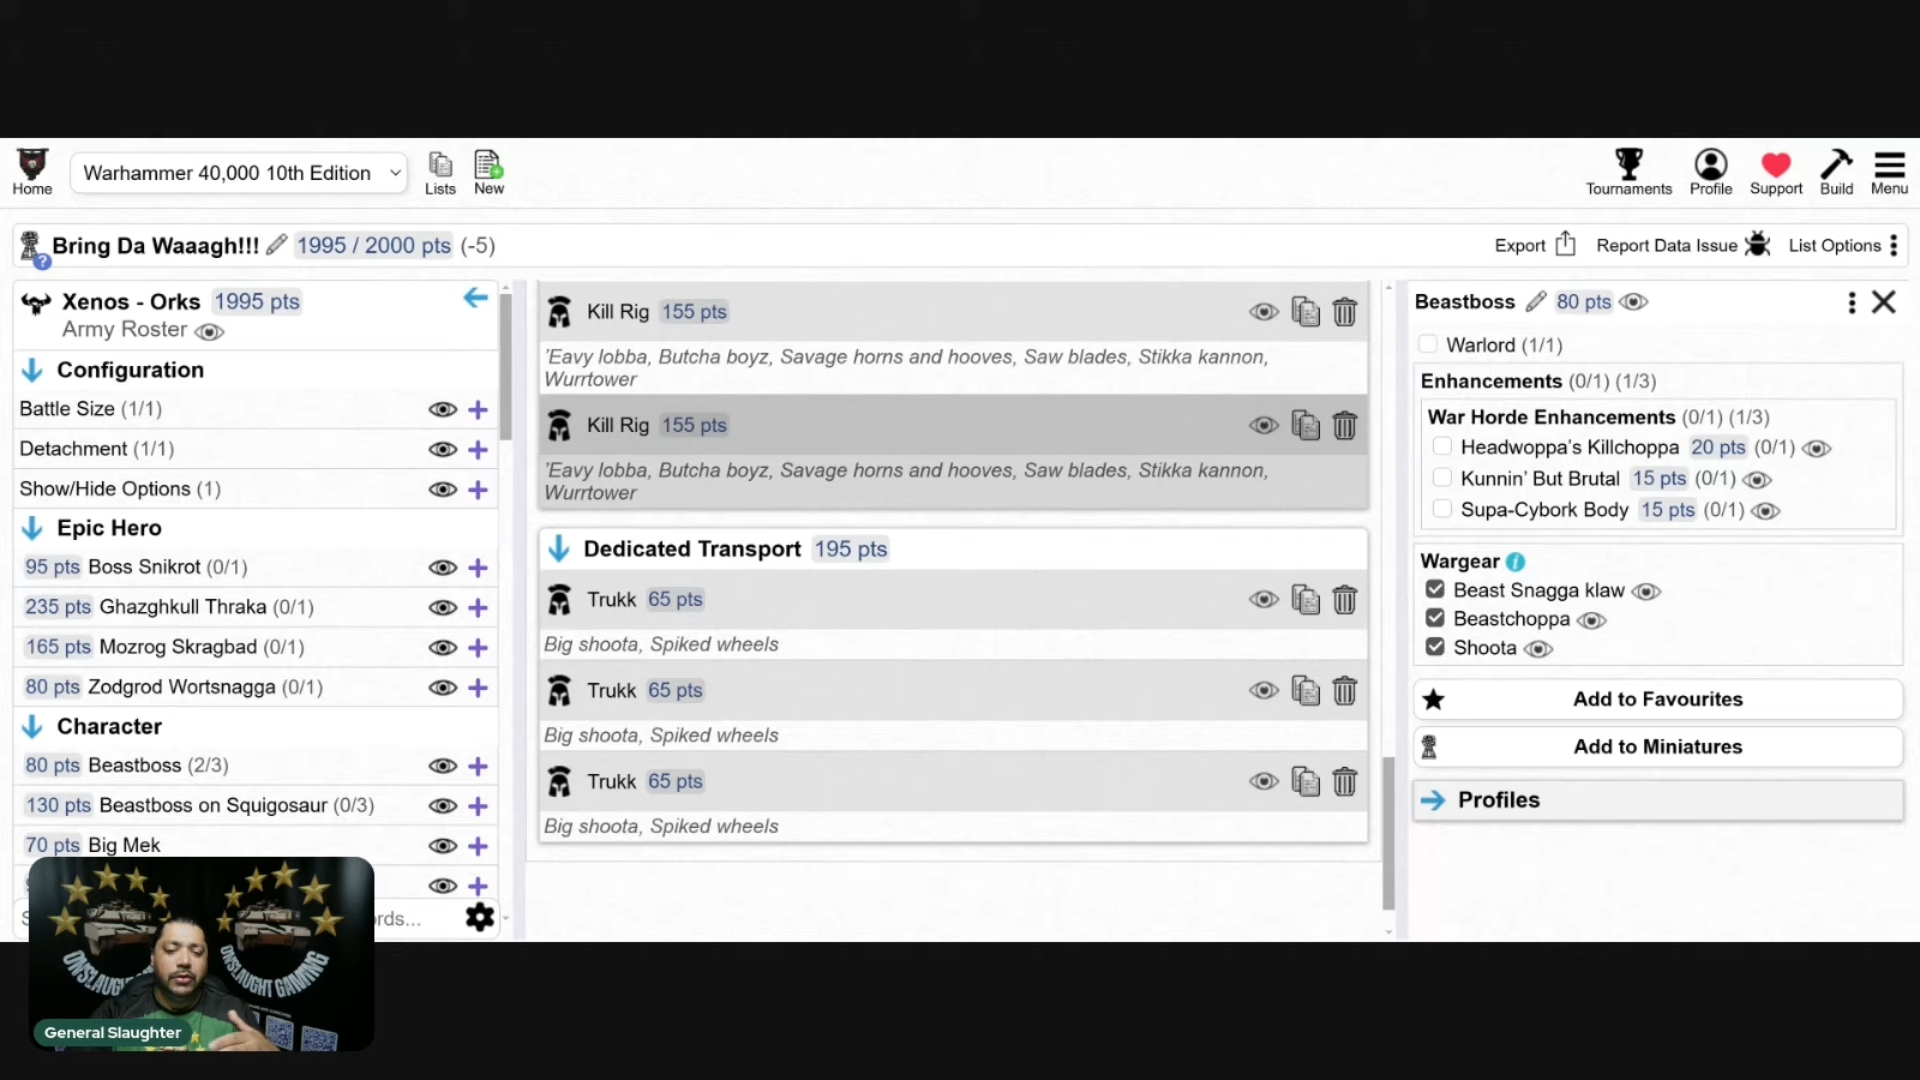 Home
Warhammer 40,000 10th Edition
Lists
New
Tournaments
Profile
Support
Build
Menu
Bring Da Waaagh!!! 1995 / 2000 pts (-5)
Export
Report Data Issue
List Options
Xenos - Orks 1995 pts
Army Roster
Configuration
Battle Size (1/1)
Detachment (1/1)
Show/Hide Options (1)
Epic Hero
95 pts Boss Snikrot (0/1)
235 pts Ghazghkull Thraka (0/1)
165 pts Mozrog Skragbad (0/1)
80 pts Zodgrod Wortsnagga (0/1)
Character
80 pts Beastboss (2/3)
130 pts Beastboss on Squigosaur (0/3)
70 pts Big Mek
rds...
Kill Rig 155 pts
'Eavy lobba, Butcha boyz, Savage horns and hooves, Saw blades, Stikka kannon,
Wurrtower
Kill Rig 155 pts
'Eavy lobba, Butcha boyz, Savage horns and hooves, Saw blades, Stikka kannon,
Wurrtower
Dedicated Transport 195 pts
Trukk 65 pts
Big shoota, Spiked wheels
Trukk 65 pts
Big shoota, Spiked wheels
Trukk 65 pts
Big shoota, Spiked wheels
Beastboss 80 pts
Warlord (1/1)
Enhancements (0/1) (1/3)
War Horde Enhancements (0/1) (1/3)
Headwoppa's Killchoppa 20 pts (0/1)
Kunnin' But Brutal 15 pts (0/1)
Supa-Cybork Body 15 pts (0/1)
Wargear
Beast Snagga klaw
Beastchoppa
Shoota
Add to Favourites
Add to Miniatures
Profiles
ONSLAUGHT GAMING
General Slaughter